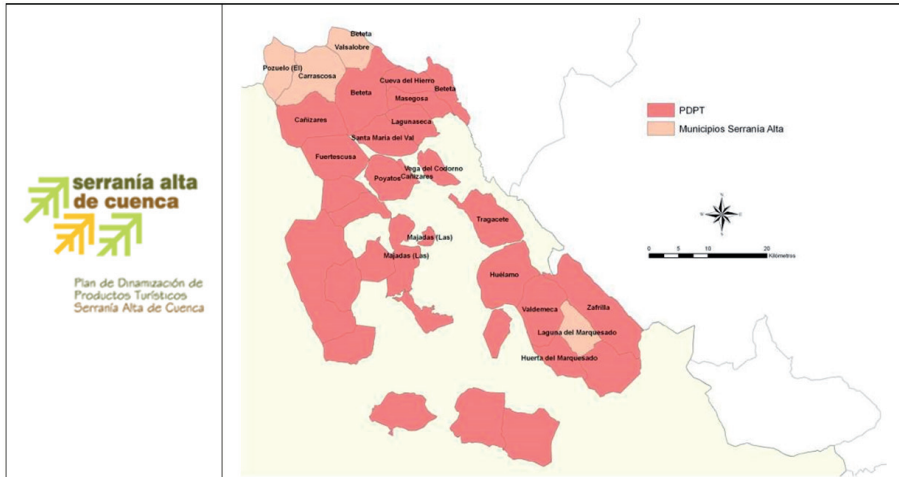 serranía alta
de cuenca
Plan de Dinamización de
Productos Turísticos
Serranía Alta de Cuenca
Beteta
Valsalobre
Pozuelo (El)
Carrascosa
Cueva del Hierro
Beteta
Beteta
Masegosa
Cañizares
Lagunaseca
Santa María del Val
Fuertescusa
Vega del Codorno
Poyatos
Cañizares
Tragacete
Majadas (Las)
Majadas (Las)
Huélamo
Valdemeca
Zafrilla
Laguna del Marquesado
Huerta del Marquesado
PDPT
Municipios Serranía Alta
N
S
0 5 10 20
Kilómetros